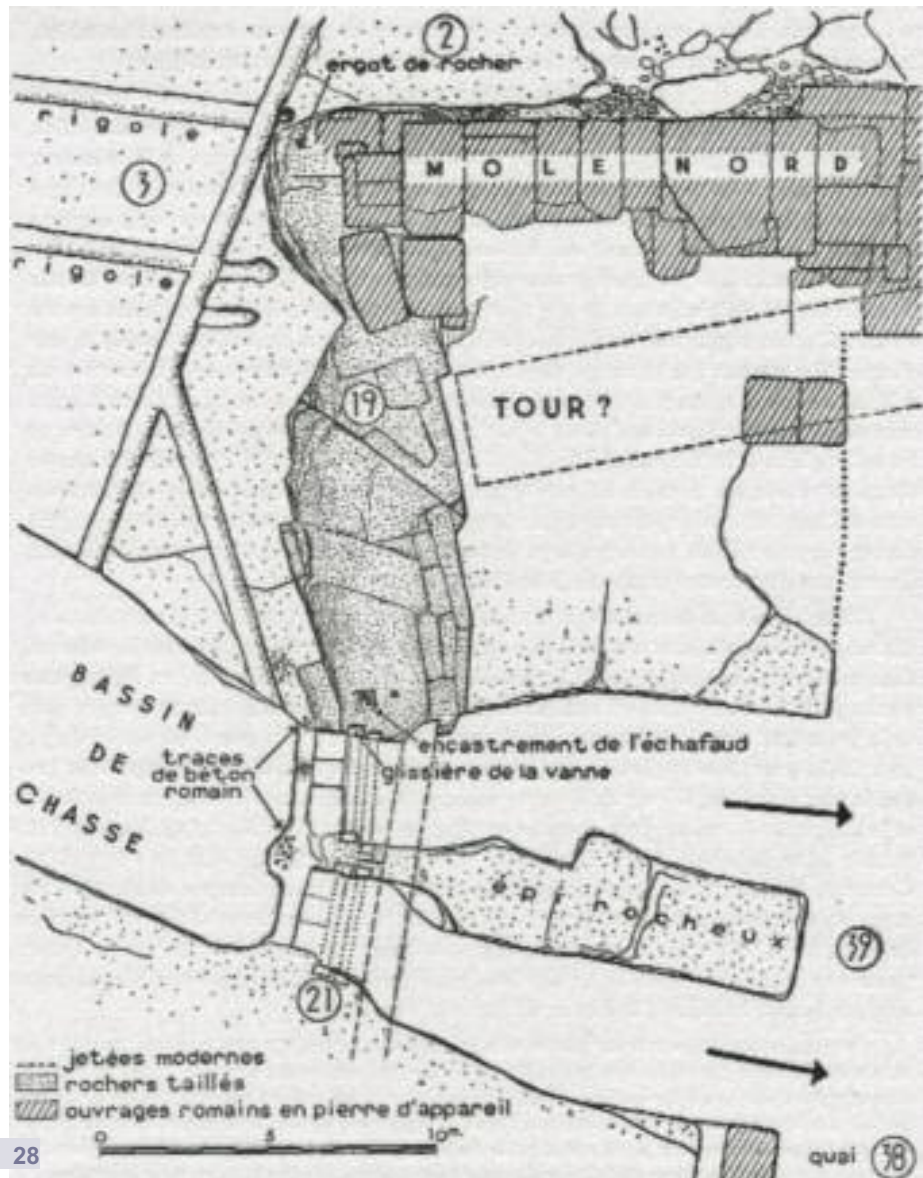 2
ergot de rocher
rigole
3
MOLE NORD
rigole
19
TOUR ?
BASSIN
DE
CHASSE
traces
de béton
romain
encastrement de l'échafaud
glissière de la vanne
épi rocheux
39
21
jetées modernes
rochers taillés
ouvrages romains en pierre d'appareil
0 5 10m.
28
quai 38